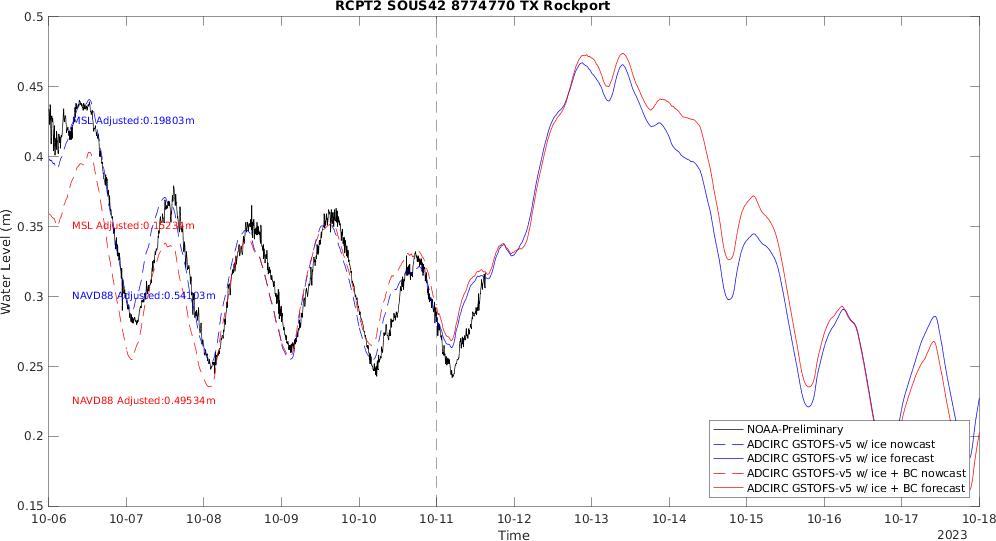 RCPT2 SOUS42 8774770 TX Rockport
0.5
0.45
0.4
0.35
0.3
0.25
0.2
0.15
Water Level (m)
MSL Adjusted:0.19803m
NAVD88 Adjusted:0.54103m
NAVD88 Adjusted:0.49534m
MSL Adjusted:
NOAA-Preliminary
ADCIRC GSTOFS-v5 w/ ice nowcast
ADCIRC GSTOFS-v5 w/ ice forecast
ADCIRC GSTOFS-v5 w/ ice + BC nowcast
ADCIRC GSTOFS-v5 w/ ice + BC forecast
10-06 10-07 10-08 10-09 10-10 10-11 10-12 10-13 10-14 10-15 10-16 10-17 10-18
Time
2023